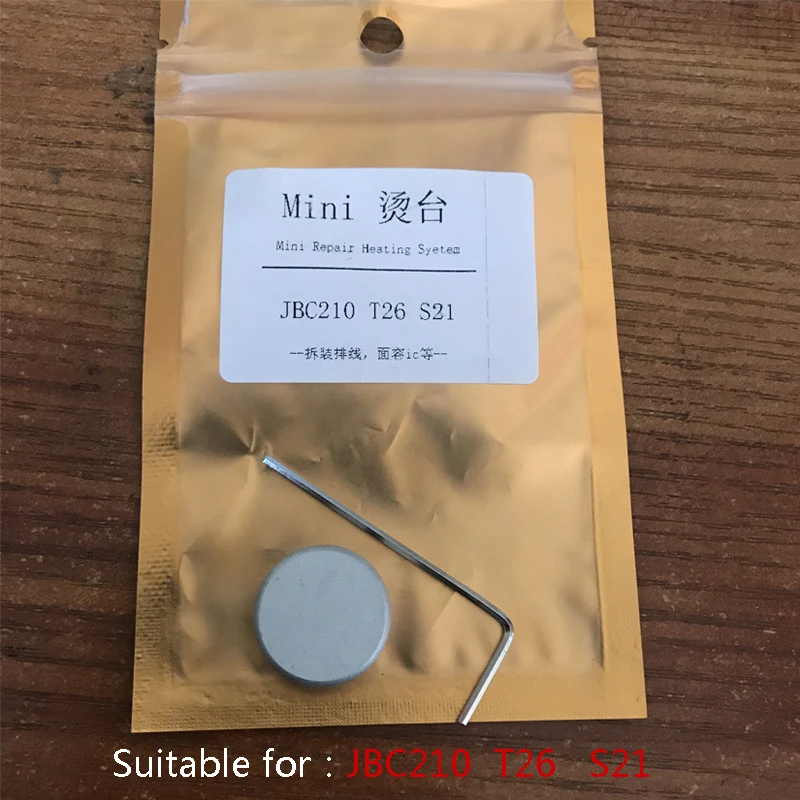 Mini 烫台
Mini Repair Heating Syetem
JBC210 T26 S21
--拆装排线，面容ic等--
Suitable for : JBC210 T26 S21